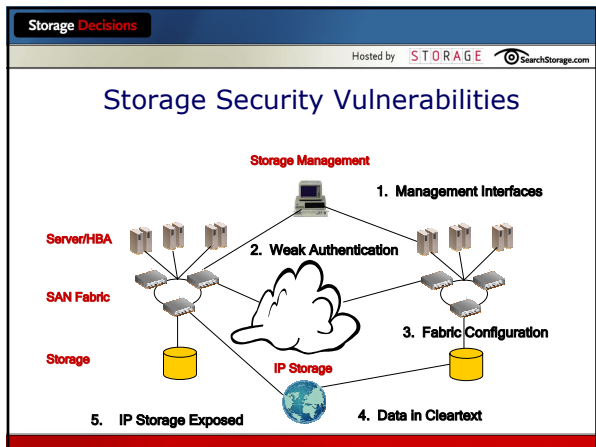 Storage Decisions
Hosted by STORAGE SearchStorage.com
Storage Security Vulnerabilities
Storage Management
1. Management Interfaces
Server/HBA
2. Weak Authentication
SAN Fabric
3. Fabric Configuration
Storage
IP Storage
5. IP Storage Exposed
4. Data in Cleartext